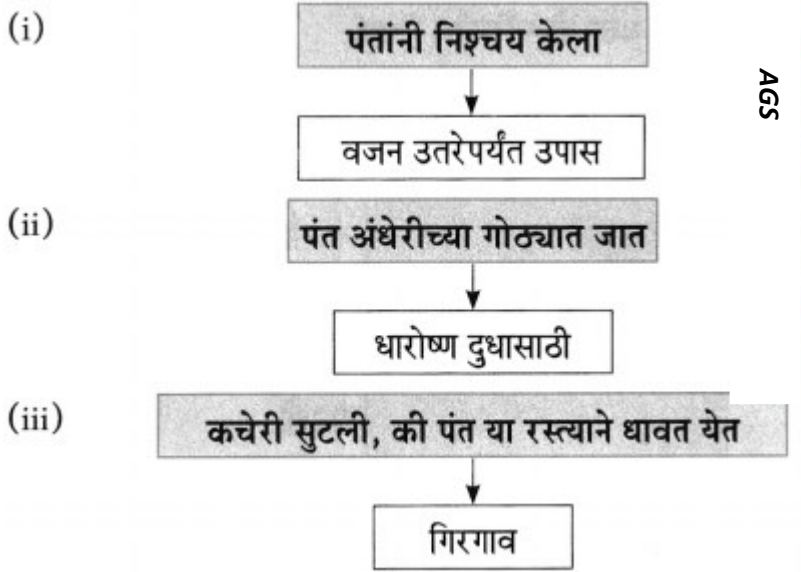 (i)
पंतांनी निश्चय केला
AGS
वजन उतरेपर्यंत उपास
(ii)
पंत अंधेरीच्या गोठ्यात जात
धारोष्ण दुधासाठी
(iii)
कचेरी सुटली, की पंत या रस्त्याने धावत येत
गिरगाव